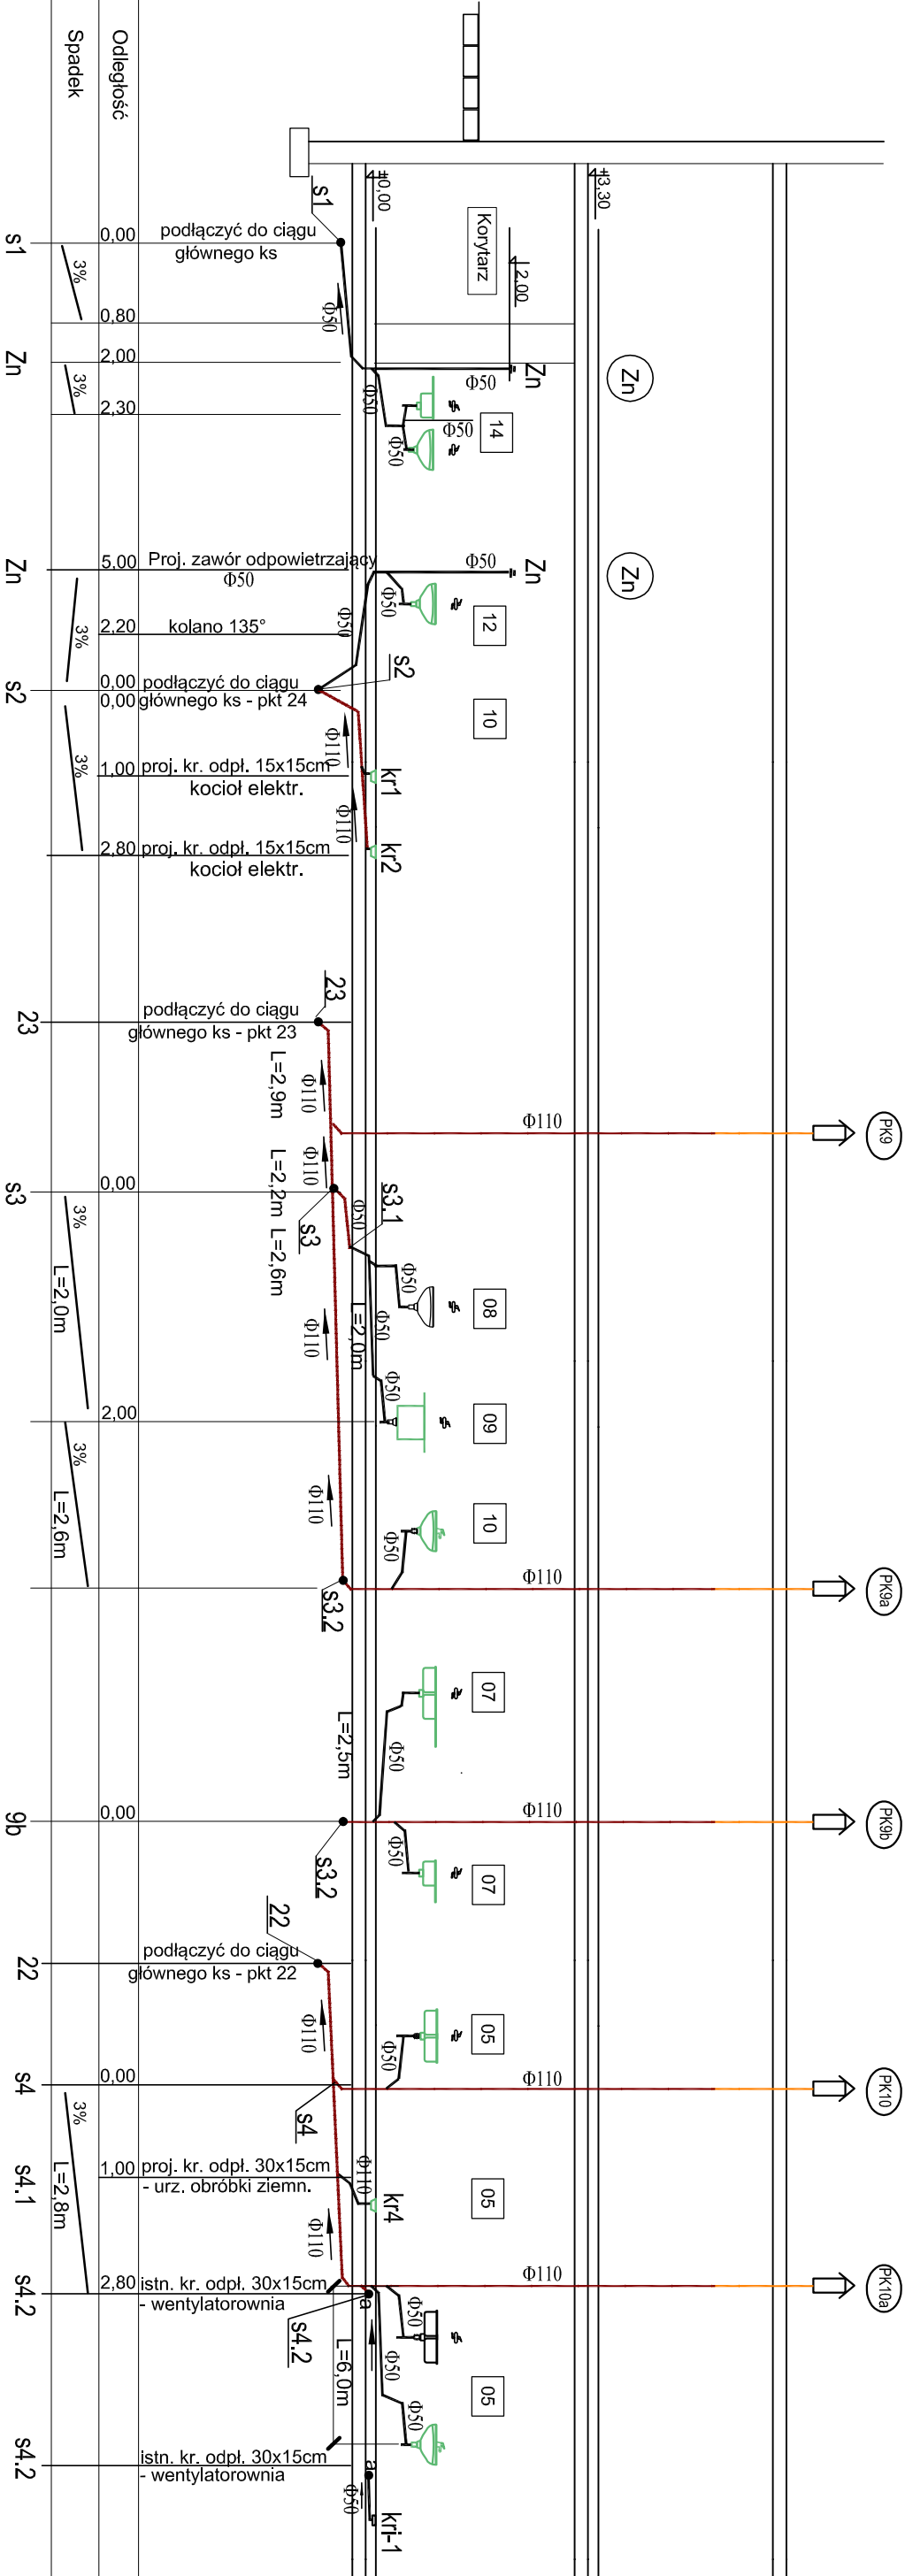 Odległość
Spadek
±0,00
+3,30
2,00
Korytarz
s1
podłączyć do ciągu
głównego ks
0,00
s1
3%
0,80
Φ50
2,00
Zn
Zn
Zn
Φ50
Φ50
Φ50
Φ50
14
3%
2,30
Zn
5,00
Proj. zawór odpowietrzający
Φ50
Φ50
Zn
Zn
Φ50
Φ50
12
2,20
kolano 135°
3%
s2
10
0,00
podłączyć do ciągu
0,00
głównego ks - pkt 24
s2
Φ110
3%
1,00
proj. kr. odpł. 15x15cm
kocioł elektr.
kr1
Φ110
2,80
proj. kr. odpł. 15x15cm
kocioł elektr.
kr2
23
podłączyć do ciągu
głównego ks - pkt 23
23
Φ110
L=2,9m
Φ110
PK9
Φ110
L=2,2m
0,00
s3
s3
s3.1
Φ50
3%
L=2,6m
L=2,0m
Φ50
08
Φ110
Φ50
L=2,0m
Φ50
09
2,00
3%
L=2,6m
Φ110
10
Φ50
Φ110
PK9a
s3.2
07
L=2,5m
Φ50
0,00
9b
Φ110
PK9b
s3.2
Φ50
07
22
podłączyć do ciągu
głównego ks - pkt 22
22
Φ110
05
Φ50
0,00
s4
s4
Φ110
PK10
3%
L=2,8m
1,00
proj. kr. odpł. 30x15cm
- urz. obróbki ziemn.
s4.1
Φ110
kr4
05
Φ110
2,80
istn. kr. odpł. 30x15cm
- wentylatorownia
s4.2
a
Φ110
PK10a
s4.2
L=6,0m
Φ50
Φ50
Φ50
05
istn. kr. odpł. 30x15cm
- wentylatorownia
s4.2
a
Φ50
kri-1